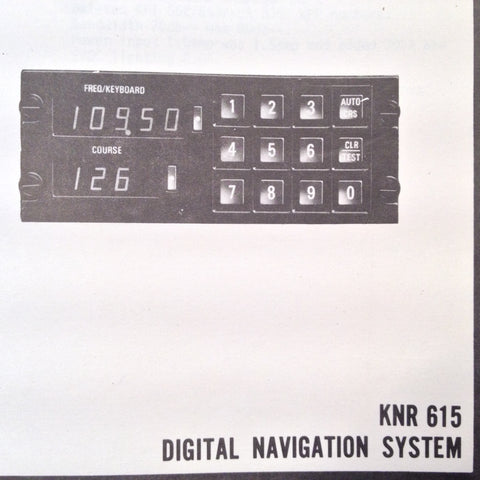 FREQ/KEYBOARD
109.50
COURSE
126
1 2 3 AUTO CRS
4 5 6 CLR TEST
7 8 9 0
KNR 615
DIGITAL NAVIGATION SYSTEM